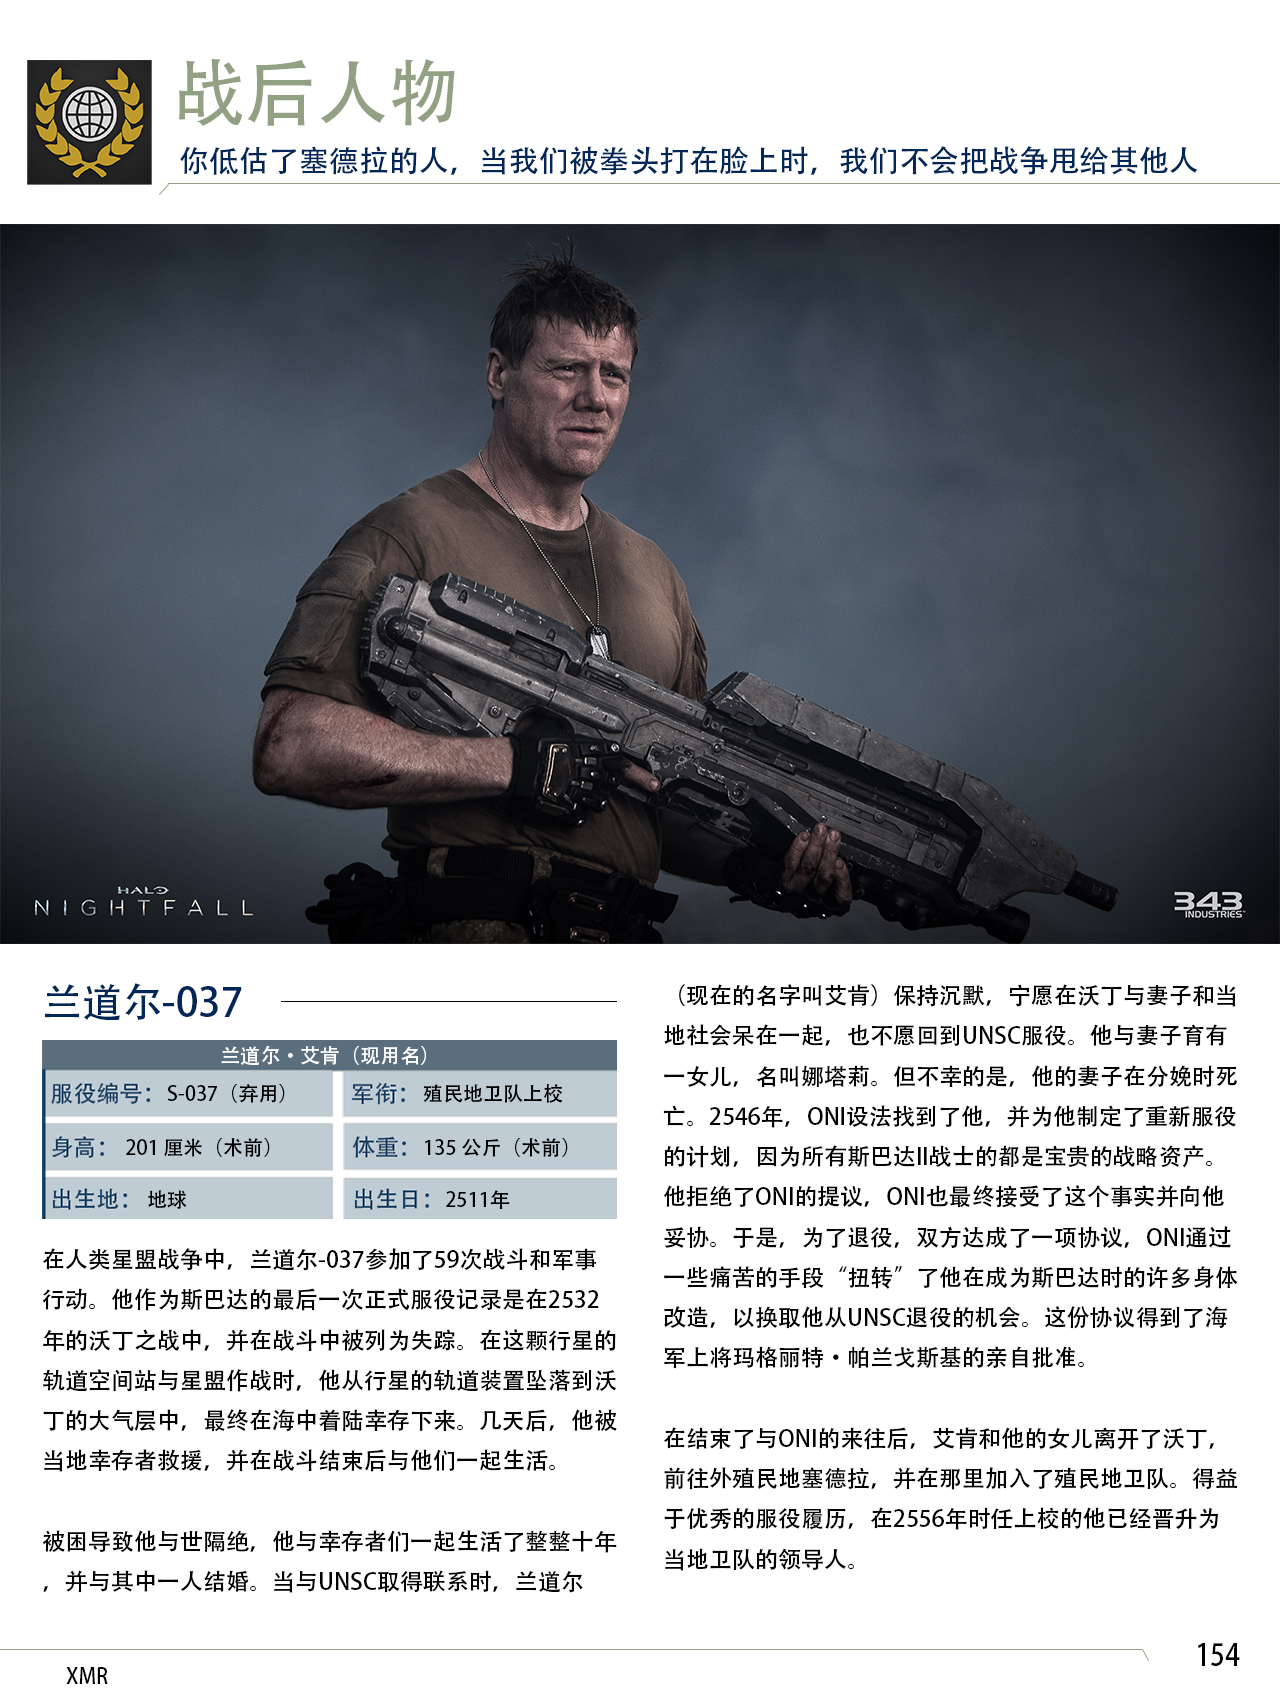 战后人物
你低估了塞德拉的人，当我们被拳头打在脸上时，我们不会把战争甩给其他人
HALO
NIGHTFALL
343
INDUSTRIES
兰道尔-037
兰道尔·艾肯（现用名）
服役编号：S-037（弃用）
军衔：殖民地卫队上校
身高：201 厘米（术前）
体重：135 公斤（术前）
出生地：地球
出生日：2511年
在人类星盟战争中，兰道尔-037参加了59次战斗和军事
行动。他作为斯巴达的最后一次正式服役记录是在2532
年的沃丁之战中，并在战斗中被列为失踪。在这颗行星的
轨道空间站与星盟作战时，他从行星的轨道装置坠落到沃
丁的大气层中，最终在海中着陆幸存下来。几天后，他被
当地幸存者救援，并在战斗结束后与他们一起生活。
被困导致他与世隔绝，他与幸存者们一起生活了整整十年
，并与其中一人结婚。当与UNSC取得联系时，兰道尔
（现在的名字叫艾肯）保持沉默，宁愿在沃丁与妻子和当
地社会呆在一起，也不愿回到UNSC服役。他与妻子育有
一女儿，名叫娜塔莉。但不幸的是，他的妻子在分娩时死
亡。2546年，ONI设法找到了他，并为他制定了重新服役
的计划，因为所有斯巴达II战士的都是宝贵的战略资产。
他拒绝了ONI的提议，ONI也最终接受了这个事实并向他
妥协。于是，为了退役，双方达成了一项协议，ONI通过
一些痛苦的手段“扭转”了他在成为斯巴达时的许多身体
改造，以换取他从UNSC退役的机会。这份协议得到了海
军上将玛格丽特·帕兰戈斯基的亲自批准。
在结束了与ONI的来往后，艾肯和他的女儿离开了沃丁，
前往外殖民地塞德拉，并在那里加入了殖民地卫队。得益
于优秀的服役履历，在2556年时任上校的他已经晋升为
当地卫队的领导人。
154
XMR